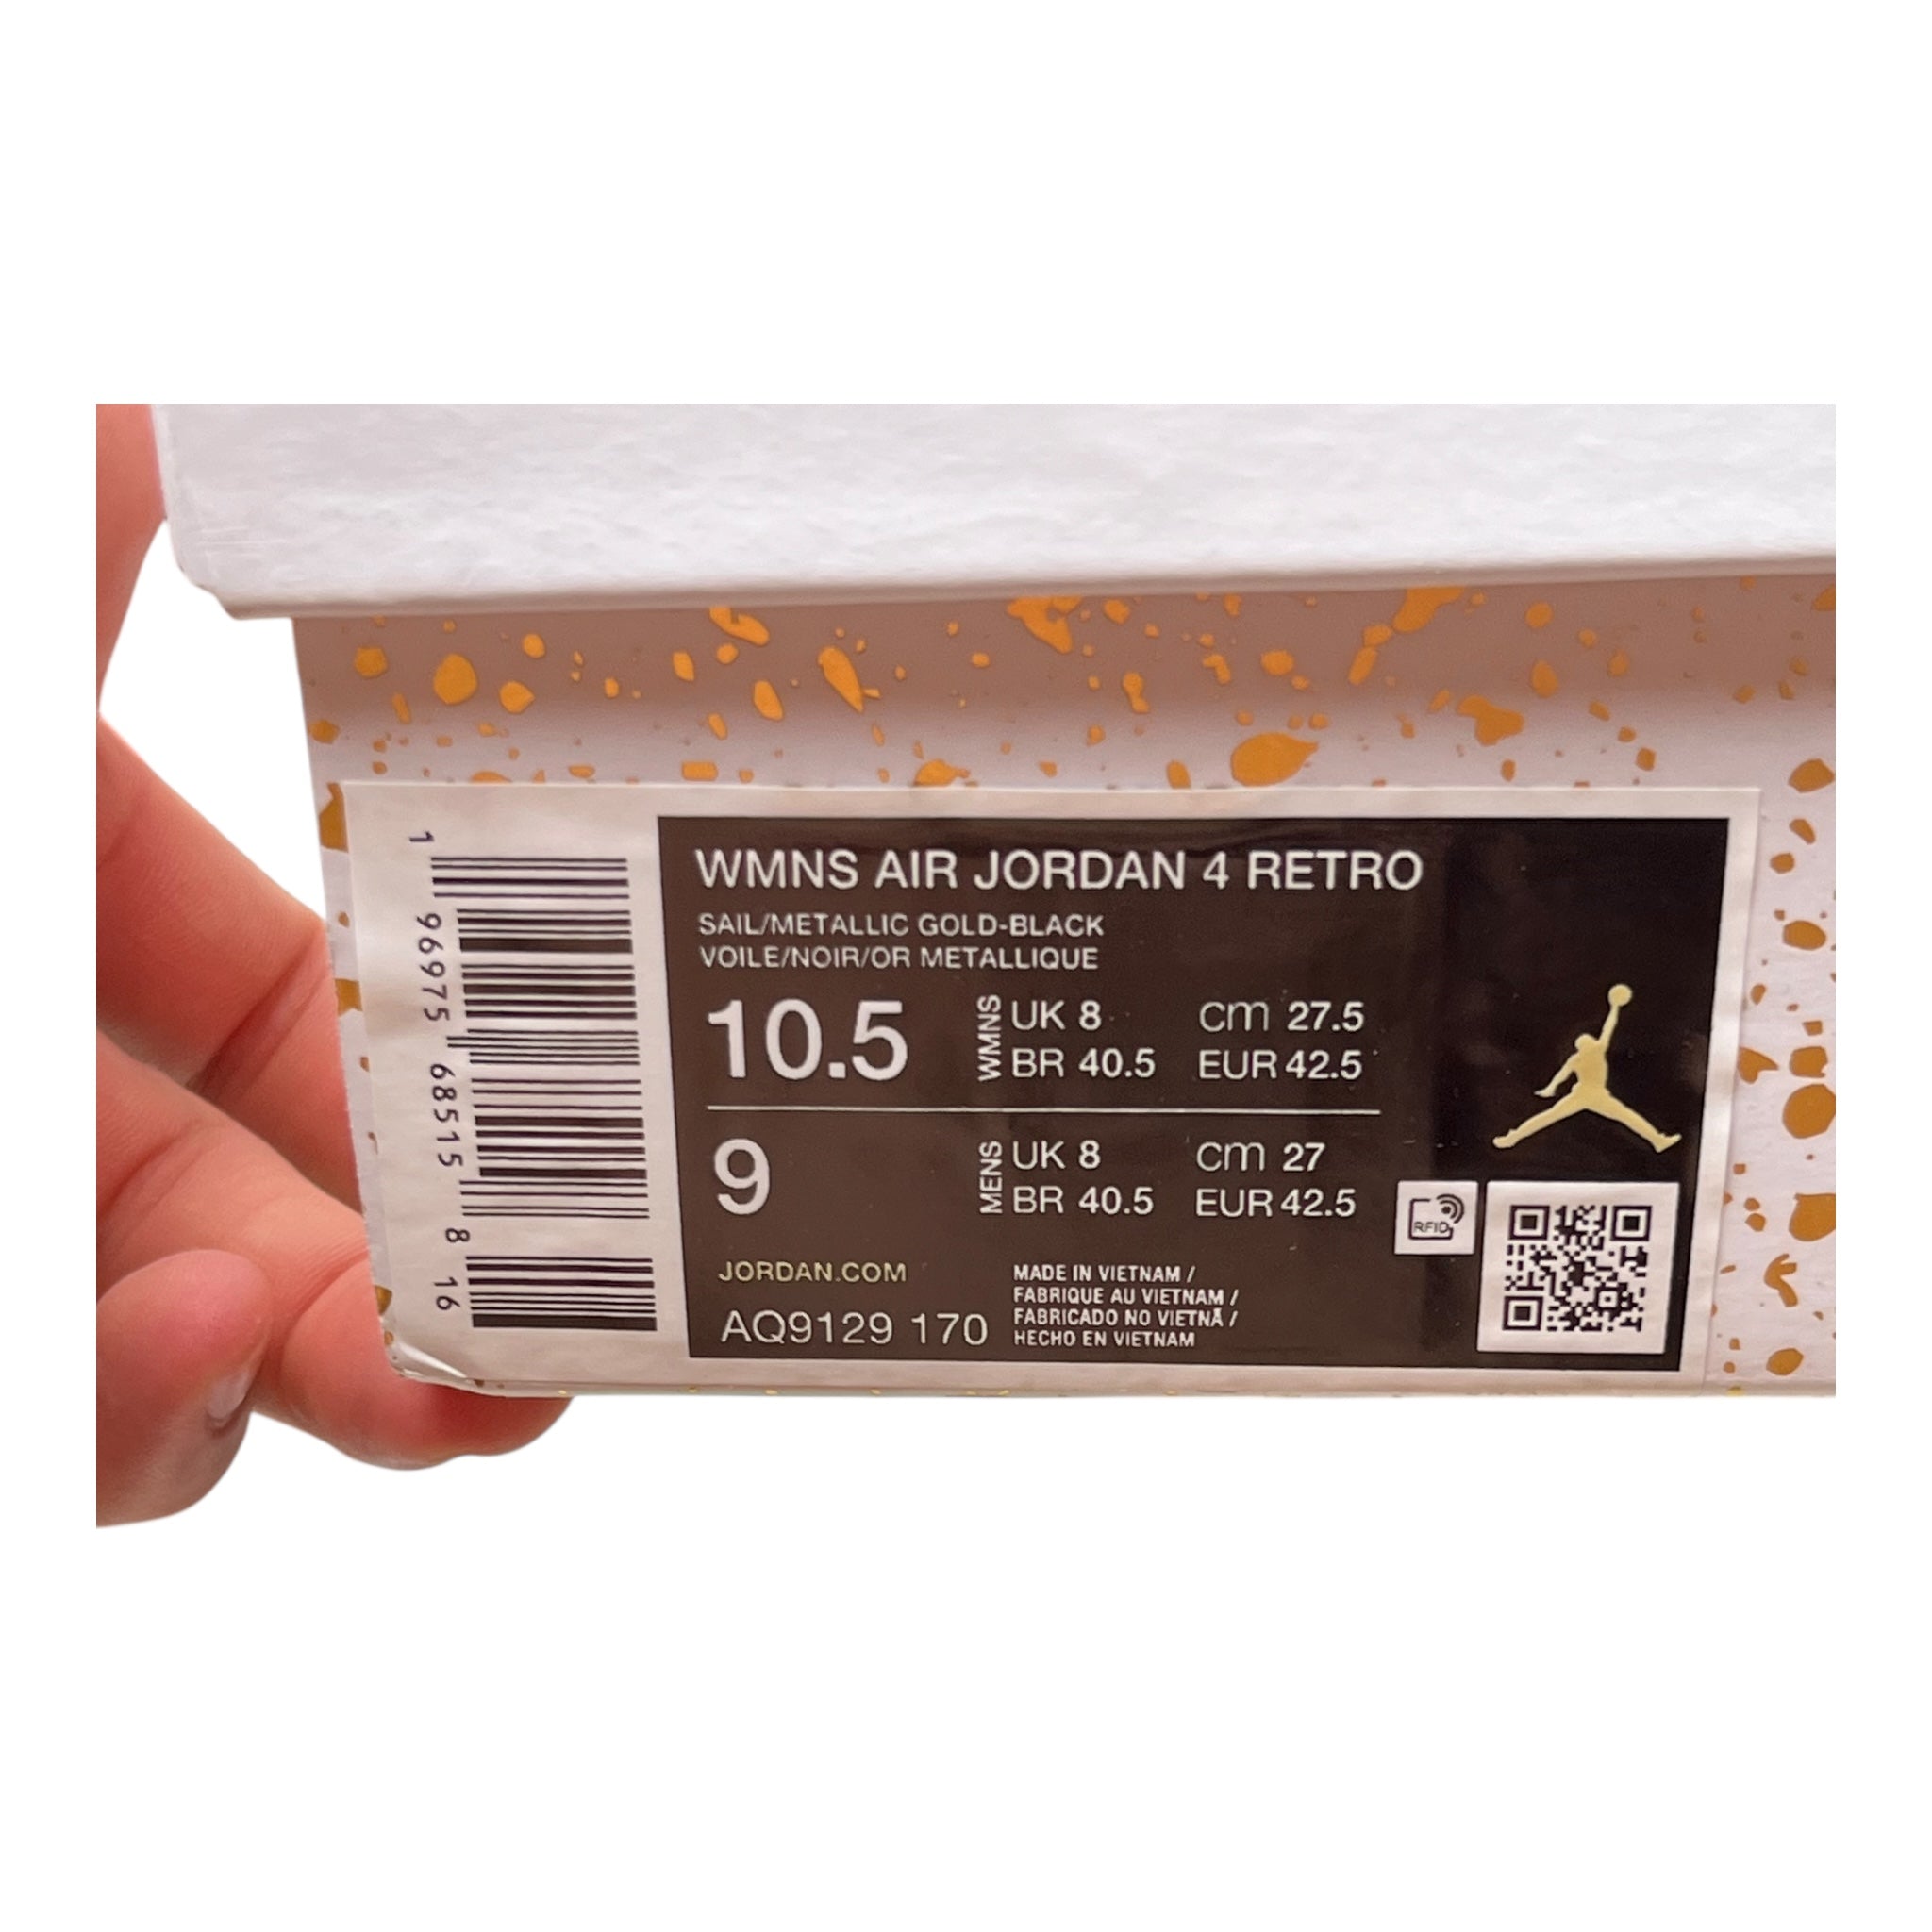 WMNS AIR JORDAN 4 RETRO
SAIL/METALLIC GOLD-BLACK
VOILE/NOIR/OR METALLIQUE
10.5 WMNS UK 8 cm 27.5
BR 40.5 EUR 42.5
9 MENS UK 8 cm 27
BR 40.5 EUR 42.5
JORDAN.COM
AQ9129 170
MADE IN VIETNAM /
FABRIQUE AU VIETNAM /
FABRICADO NO VIETNÃ /
HECHO EN VIETNAM
RFID
1 96975 68515 8 16